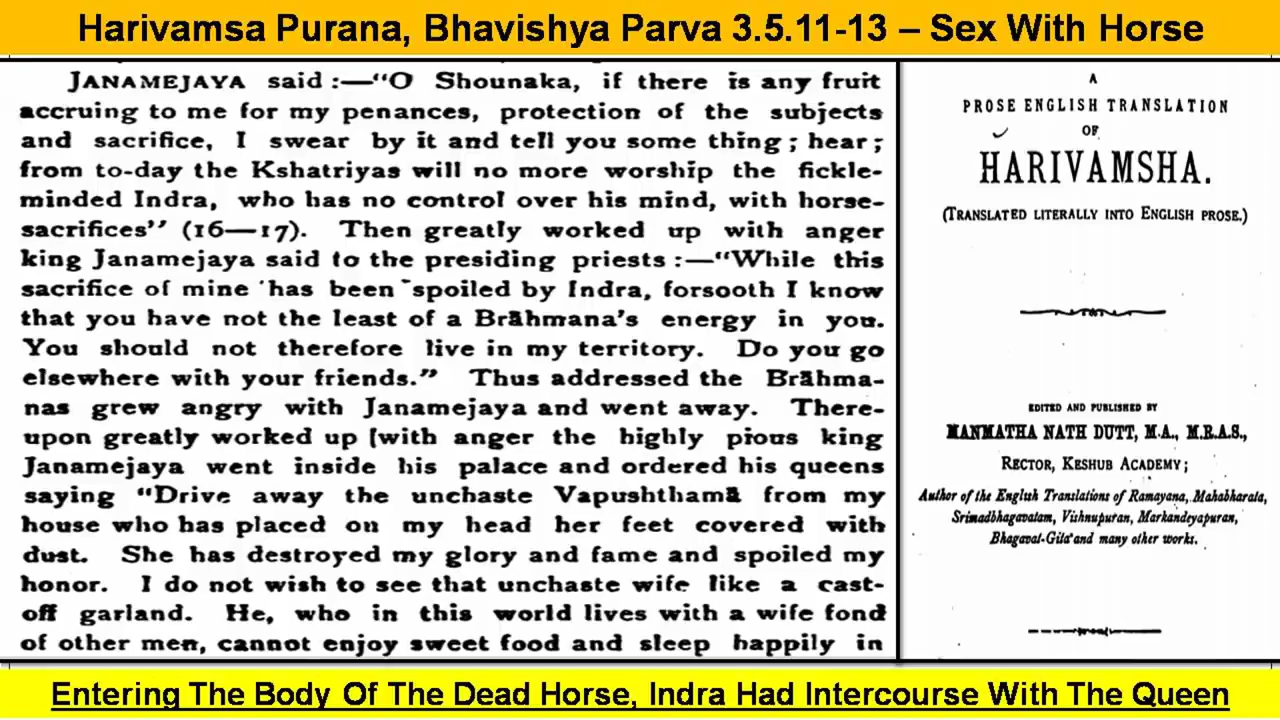 Harivamsa Purana, Bhavishya Parva 3.5.11-13 – Sex With Horse
JANAMEJAYA said :—“O Shounaka, if there is any fruit
accruing to me for my penances, protection of the subjects
and sacrifice, I swear by it and tell you some thing ; hear ;
from to-day the Kshatriyas will no more worship the fickle-
minded Indra, who has no control over his mind, with horse-
sacrifices” (16—17). Then greatly worked up with anger
king Janamejaya said to the presiding priests :—“While this
sacrifice of mine has been spoiled by Indra, forsooth I know
that you have not the least of a Brāhmana’s energy in you.
You should not therefore live in my territory. Do you go
elsewhere with your friends.” Thus addressed the Brāhma-
nas grew angry with Janamejaya and went away. There-
upon greatly worked up [with anger the highly pious king
Janamejaya went inside his palace and ordered his queens
saying “Drive away the unchaste Vapushthamā from my
house who has placed on my head her feet covered with
dust. She has destroyed my glory and fame and spoiled my
honor. I do not wish to see that unchaste wife like a cast-
off garland. He, who in this world lives with a wife fond
of other men, cannot enjoy sweet food and sleep happily in
A
PROSE ENGLISH TRANSLATION
OF
HARIVAMSHA.
(TRANSLATED LITERALLY INTO ENGLISH PROSE.)
EDITED AND PUBLISHED BY
MANMATHA NATH DUTT, M.A., M.R.A.S.,
RECTOR, KESHUB ACADEMY ;
Author of the English Translations of Ramayana, Mahabharata,
Srimadbhagavatam, Vishnupuran, Markandeyapuran,
Bhagavat-Gita and many other works.
Entering The Body Of The Dead Horse, Indra Had Intercourse With The Queen